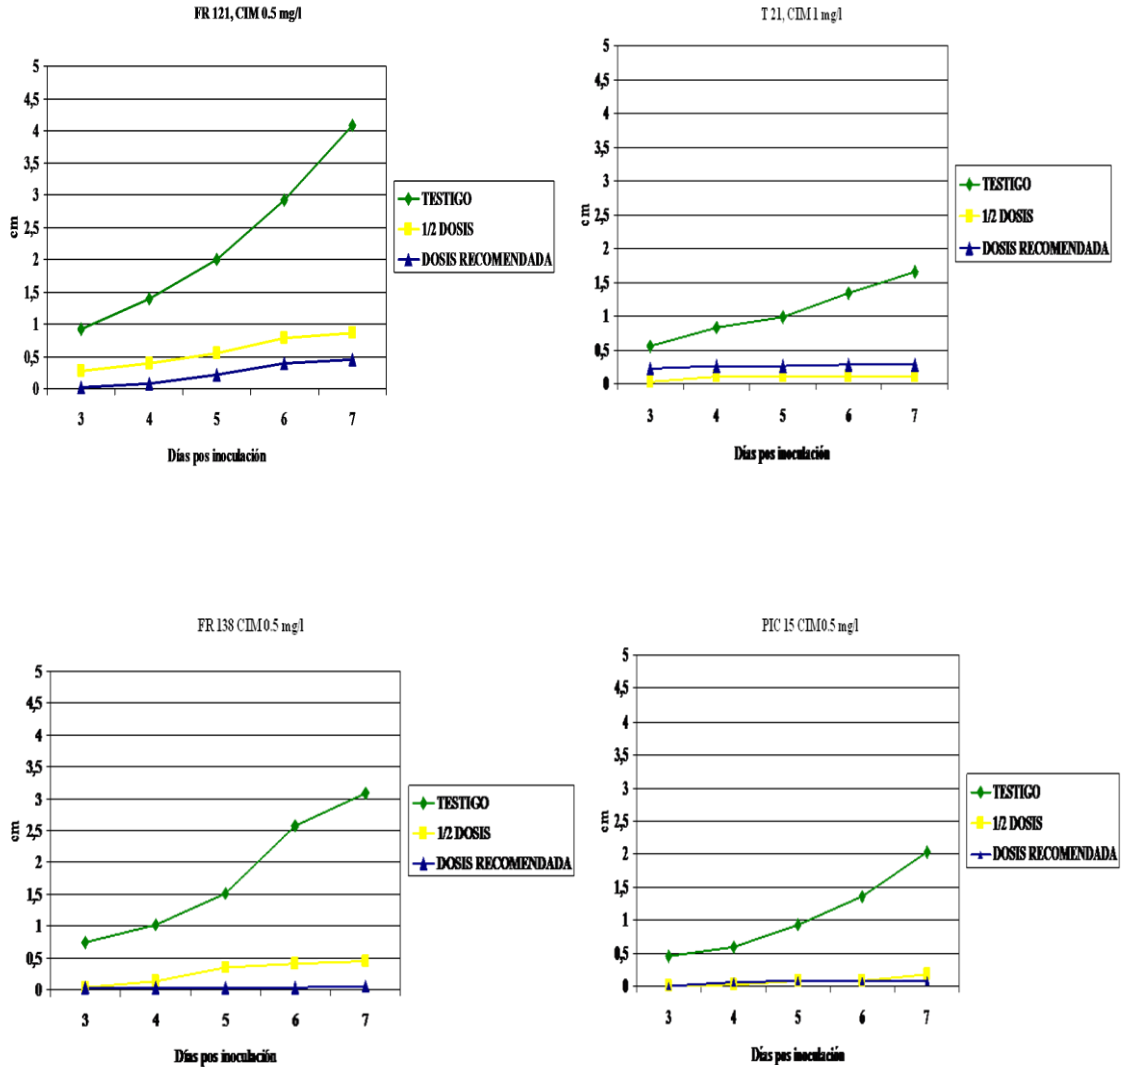 FR 121, CIM 0.5 mg/l
5
4,5
4
3,5
3
2,5
2
1,5
1
0,5
0
cm
3 4 5 6 7
Días pos inoculación
TESTIGO
1/2 DOSIS
DOSIS RECOMENDADA
T 21, CIM 1 mg/l
5
4,5
4
3,5
3
2,5
2
1,5
1
0,5
0
cm
3 4 5 6 7
Días pos inoculación
TESTIGO
1/2 DOSIS
DOSIS RECOMENDADA
FR 138 CIM 0.5 mg/l
5
4,5
4
3,5
3
2,5
2
1,5
1
0,5
0
cm
3 4 5 6 7
Días pos inoculación
TESTIGO
1/2 DOSIS
DOSIS RECOMENDADA
PIC 15 CIM0.5 mg/l
5
4,5
4
3,5
3
2,5
2
1,5
1
0,5
0
cm
3 4 5 6 7
Días pos inoculación
TESTIGO
1/2 DOSIS
DOSIS RECOMENDADA